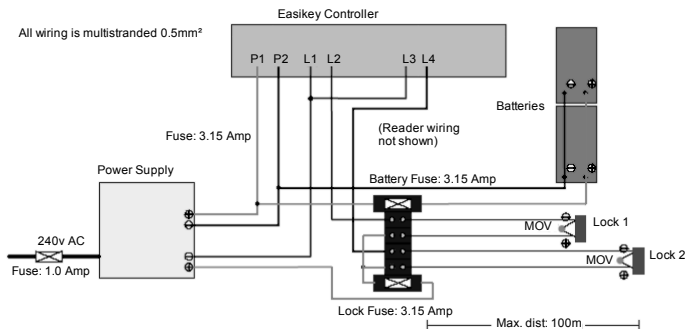 Easikey Controller
All wiring is multistranded 0.5mm²
P1 P2 L1 L2 L3 L4
Batteries
(Reader wiring
not shown)
Fuse: 3.15 Amp
Power Supply
Battery Fuse: 3.15 Amp
240v AC
Fuse: 1.0 Amp
MOV
Lock 1
MOV
Lock 2
Lock Fuse: 3.15 Amp
Max. dist: 100m